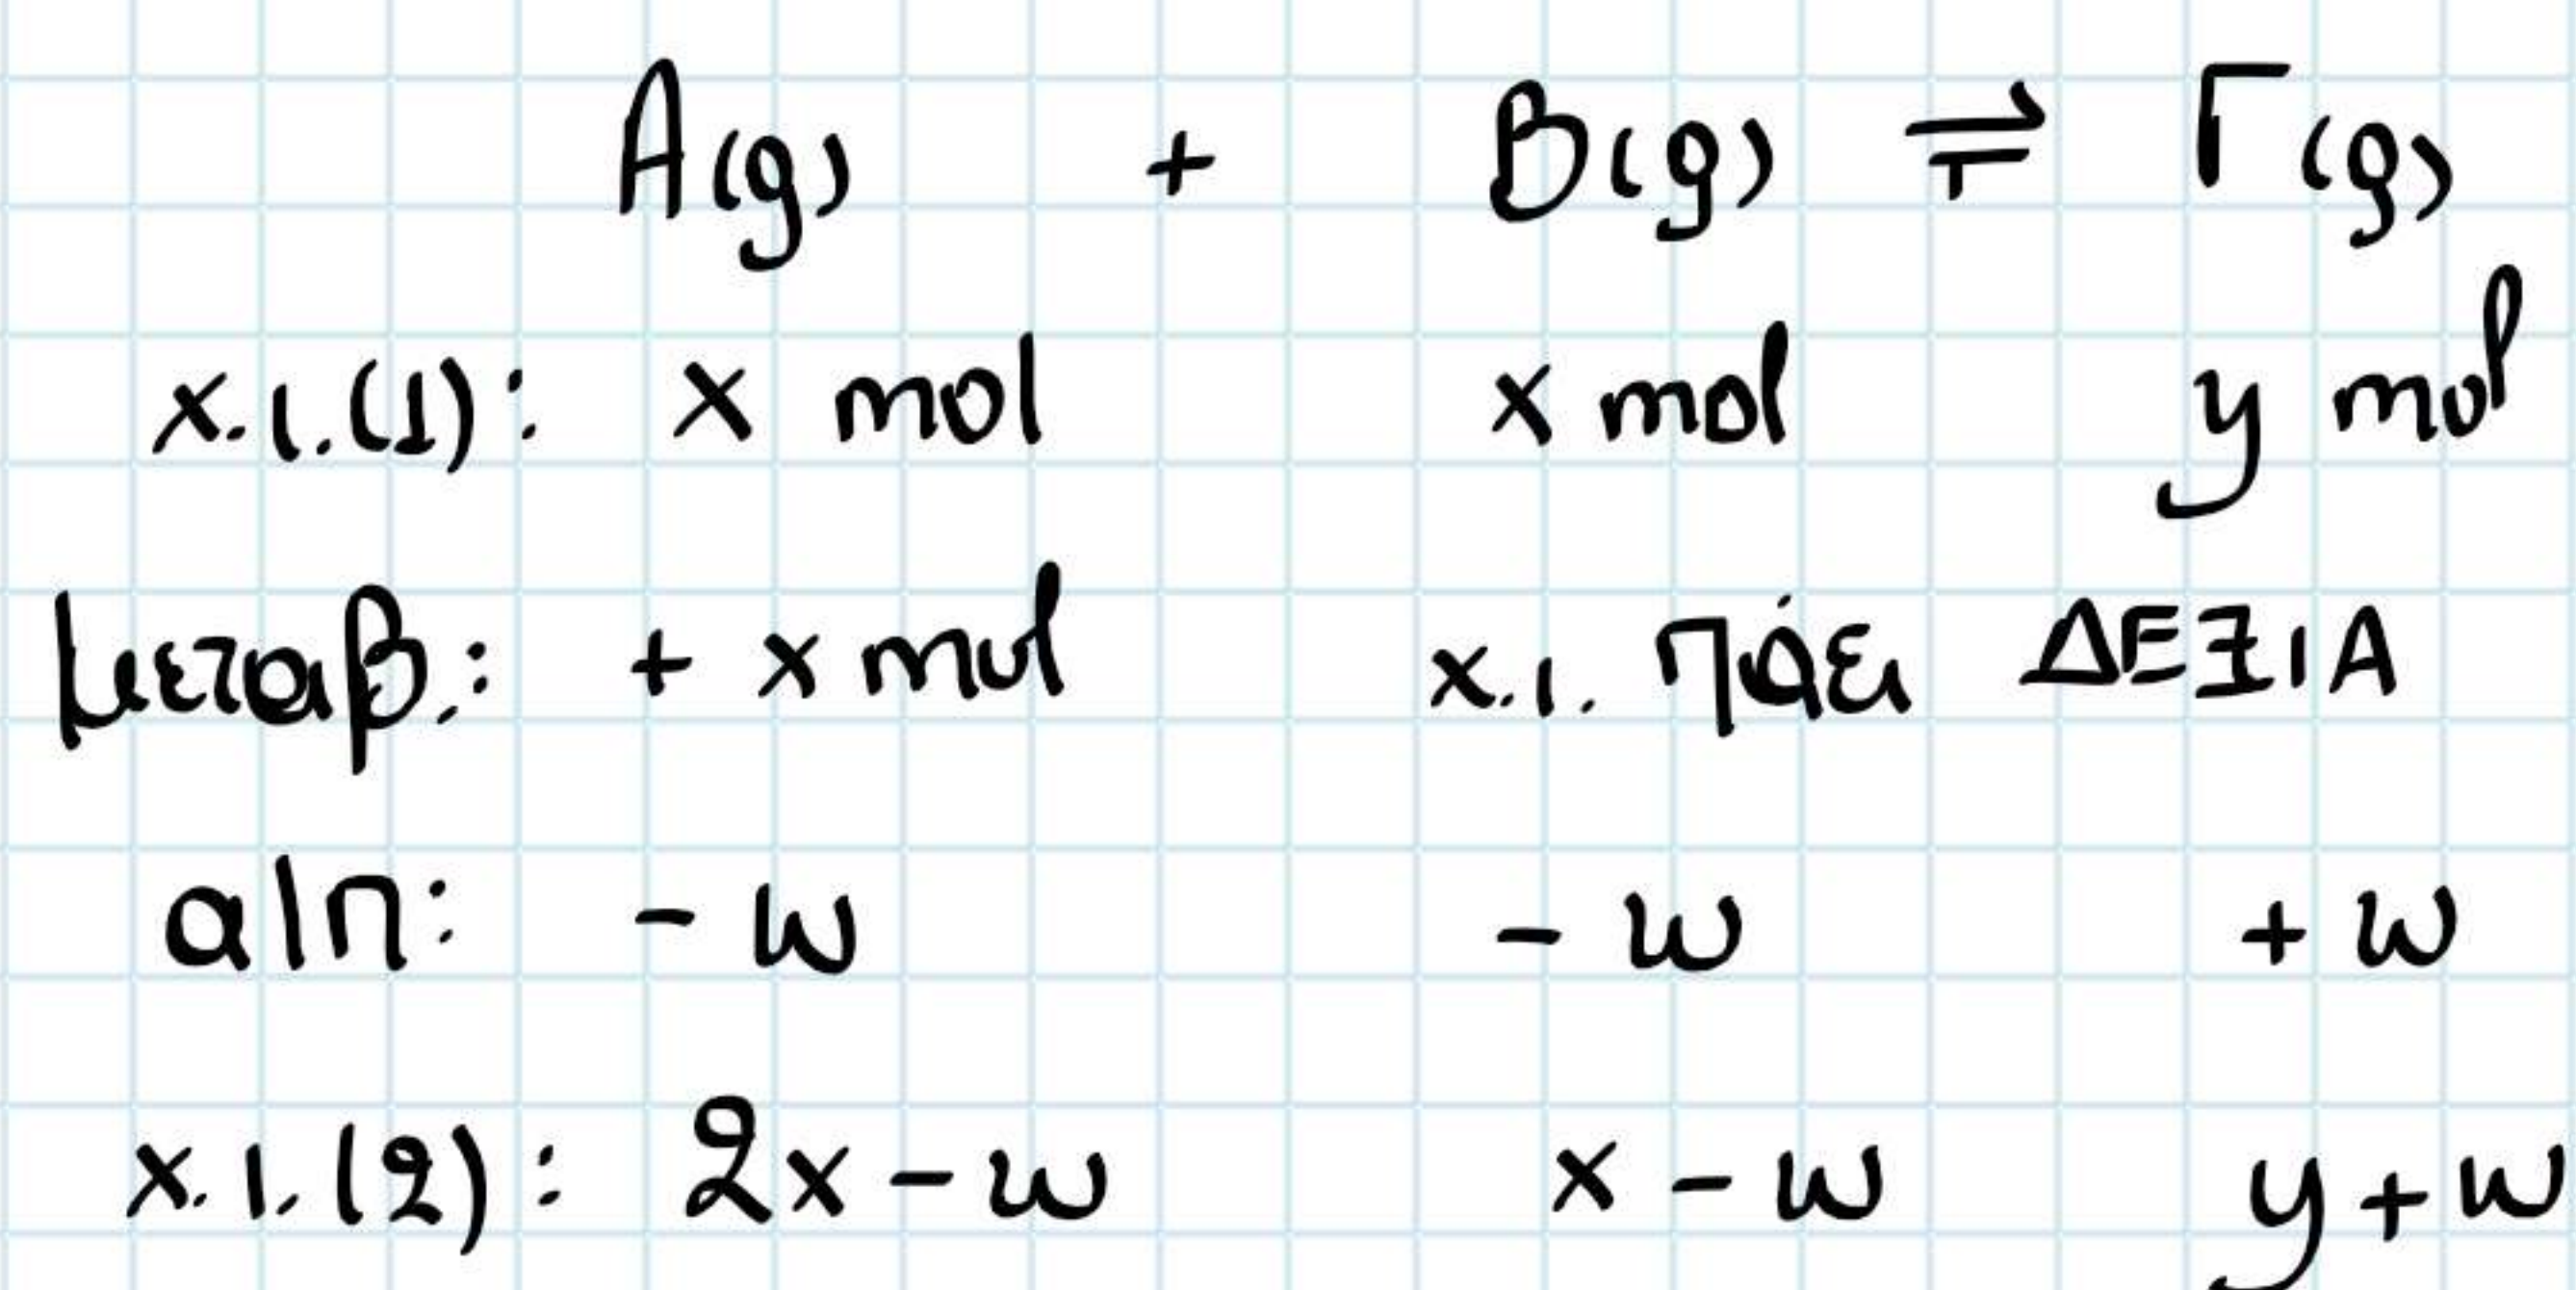 A(g) + B(g) ⇌ Γ(g)
χ.ι.(1): x mol x mol y mol
μεταβ.: + x mol χ.ι. πάει ΔΕΞΙΑ
α|π: - ω - ω + ω
χ.ι.(2): 2x - ω x - ω y + ω